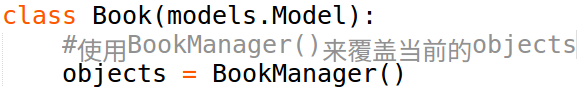 class Book(models.Model):
    #使用BookManager()来覆盖当前的objects
    objects = BookManager()